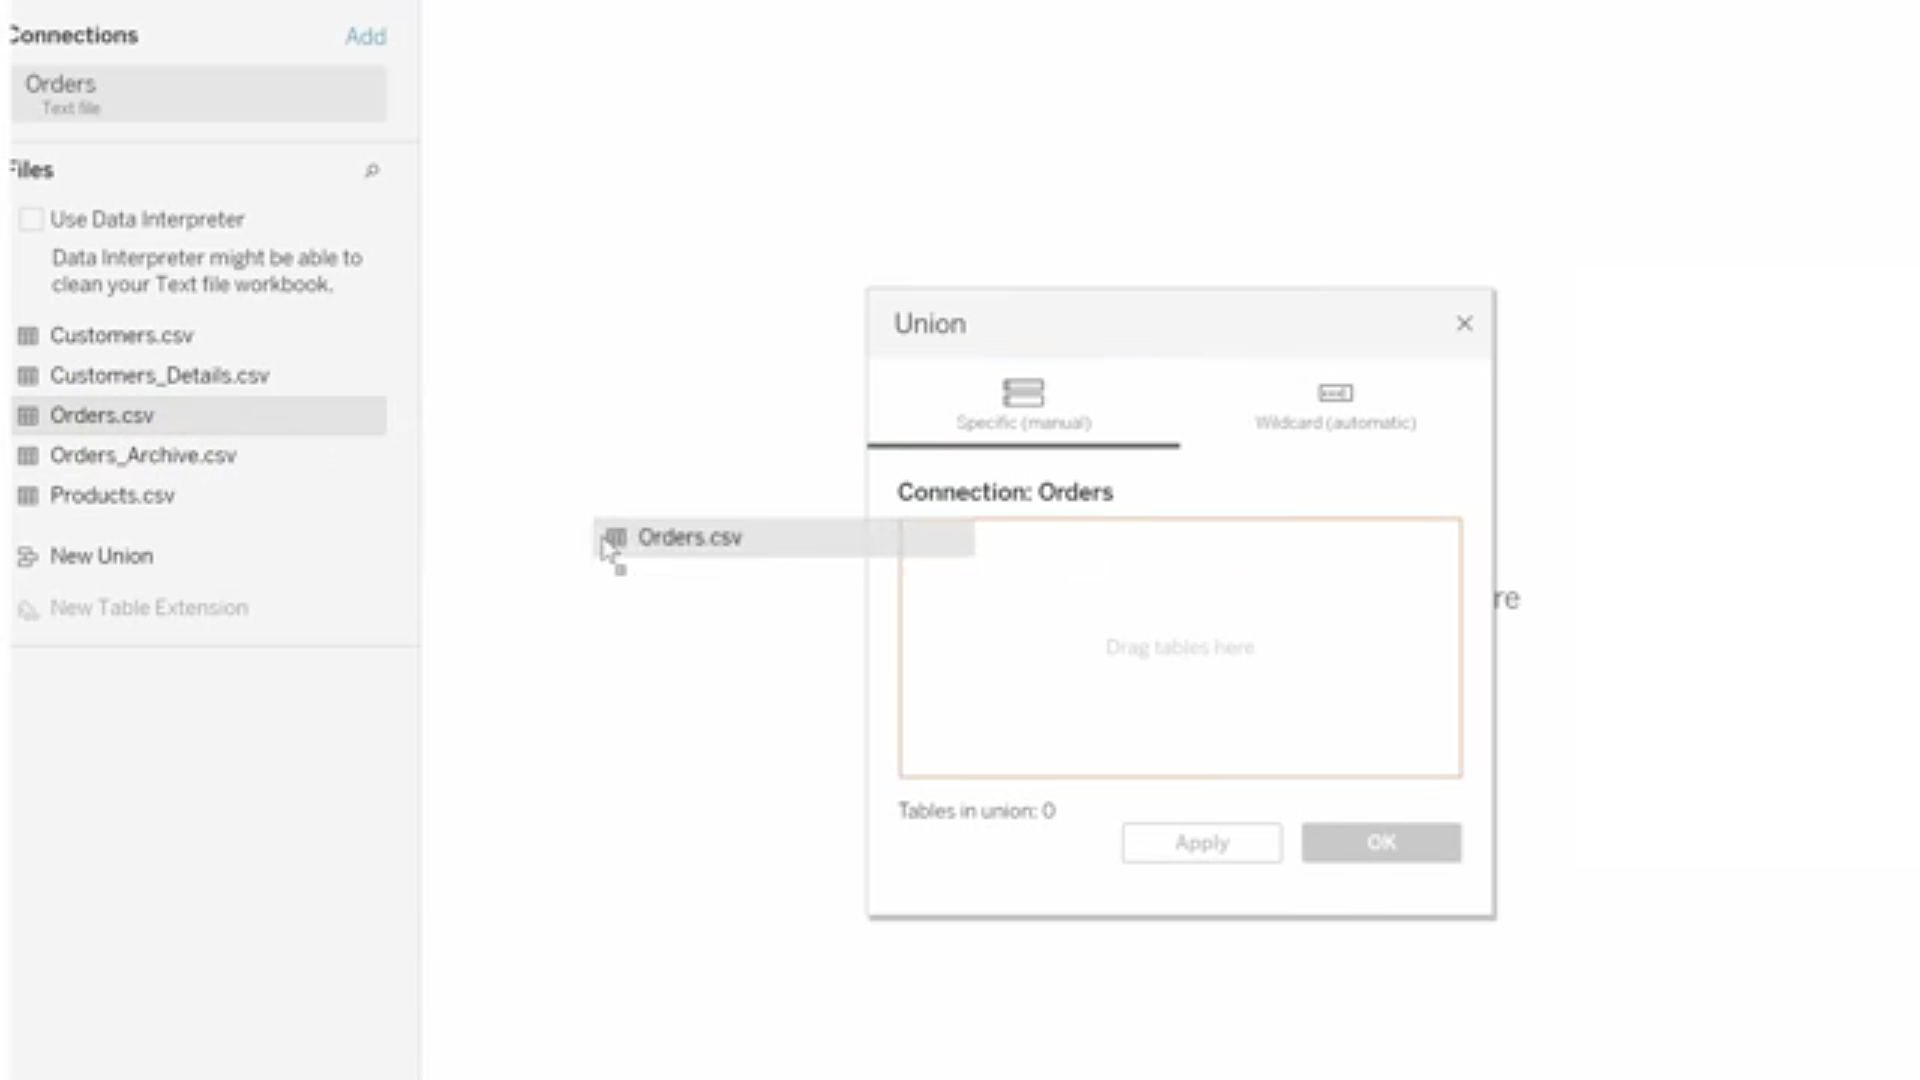 Connections
Add
Orders
Text file
Files
Use Data Interpreter
Data Interpreter might be able to
clean your Text file workbook.
Customers.csv
Customers_Details.csv
Orders.csv
Orders_Archive.csv
Products.csv
New Union
New Table Extension
Orders.csv
Union
Specific (manual)
Wildcard (automatic)
Connection: Orders
Drag tables here
Tables in union: 0
Apply
OK
re